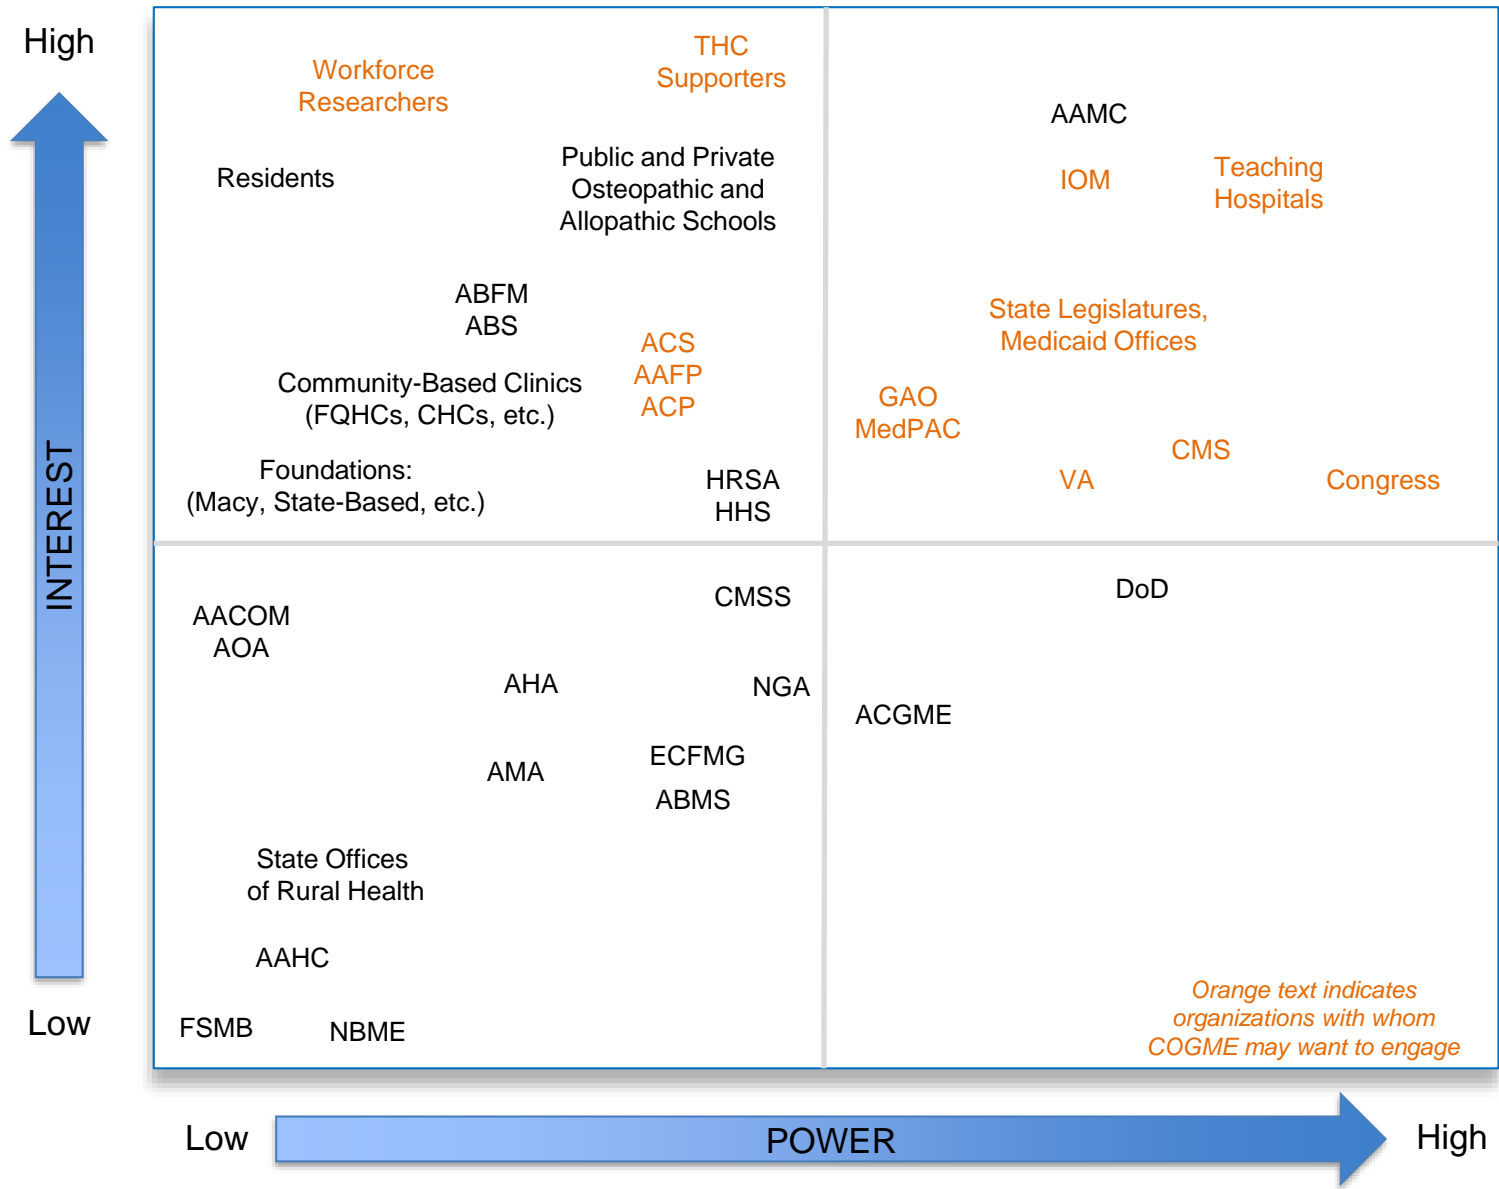 High
Workforce
Researchers
THC
Supporters
Residents
Public and Private
Osteopathic and
Allopathic Schools
ABFM
ABS
ACS
AAFP
ACP
Community-Based Clinics
(FQHCs, CHCs, etc.)
Foundations:
(Macy, State-Based, etc.)
HRSA
HHS
AAMC
IOM
Teaching
Hospitals
State Legislatures,
Medicaid Offices
GAO
MedPAC
CMS
VA
Congress
INTEREST
AACOM
AOA
CMSS
AHA
NGA
AMA
ECFMG
ABMS
State Offices
of Rural Health
AAHC
FSMB
NBME
DoD
ACGME
Orange text indicates
organizations with whom
COGME may want to engage
Low
Low
POWER
High